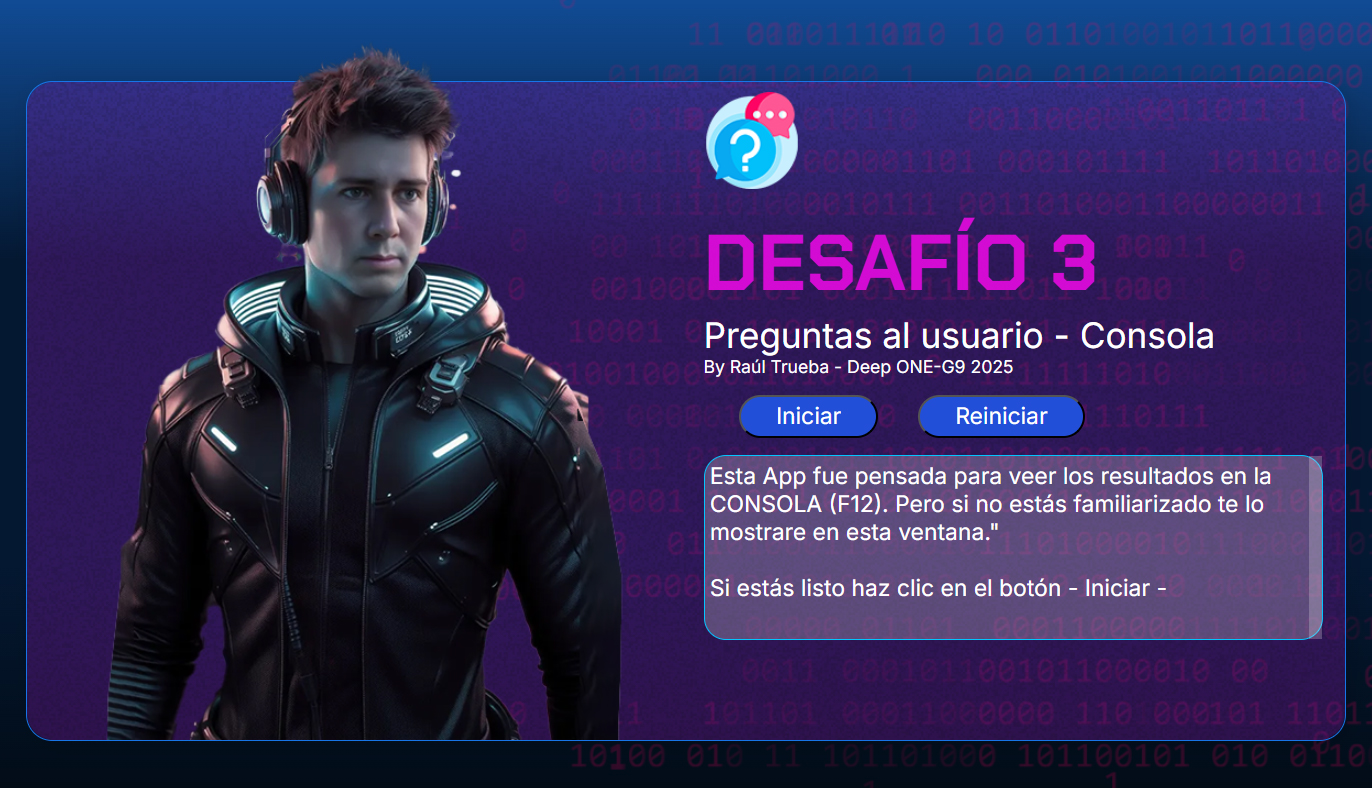 DESAFÍO 3
Preguntas al usuario - Consola
By Raúl Trueba - Deep ONE-G9 2025
Iniciar
Reiniciar
Esta App fue pensada para veer los resultados en la
CONSOLA (F12). Pero si no estás familiarizado te lo
mostrare en esta ventana."
Si estás listo haz clic en el botón - Iniciar -